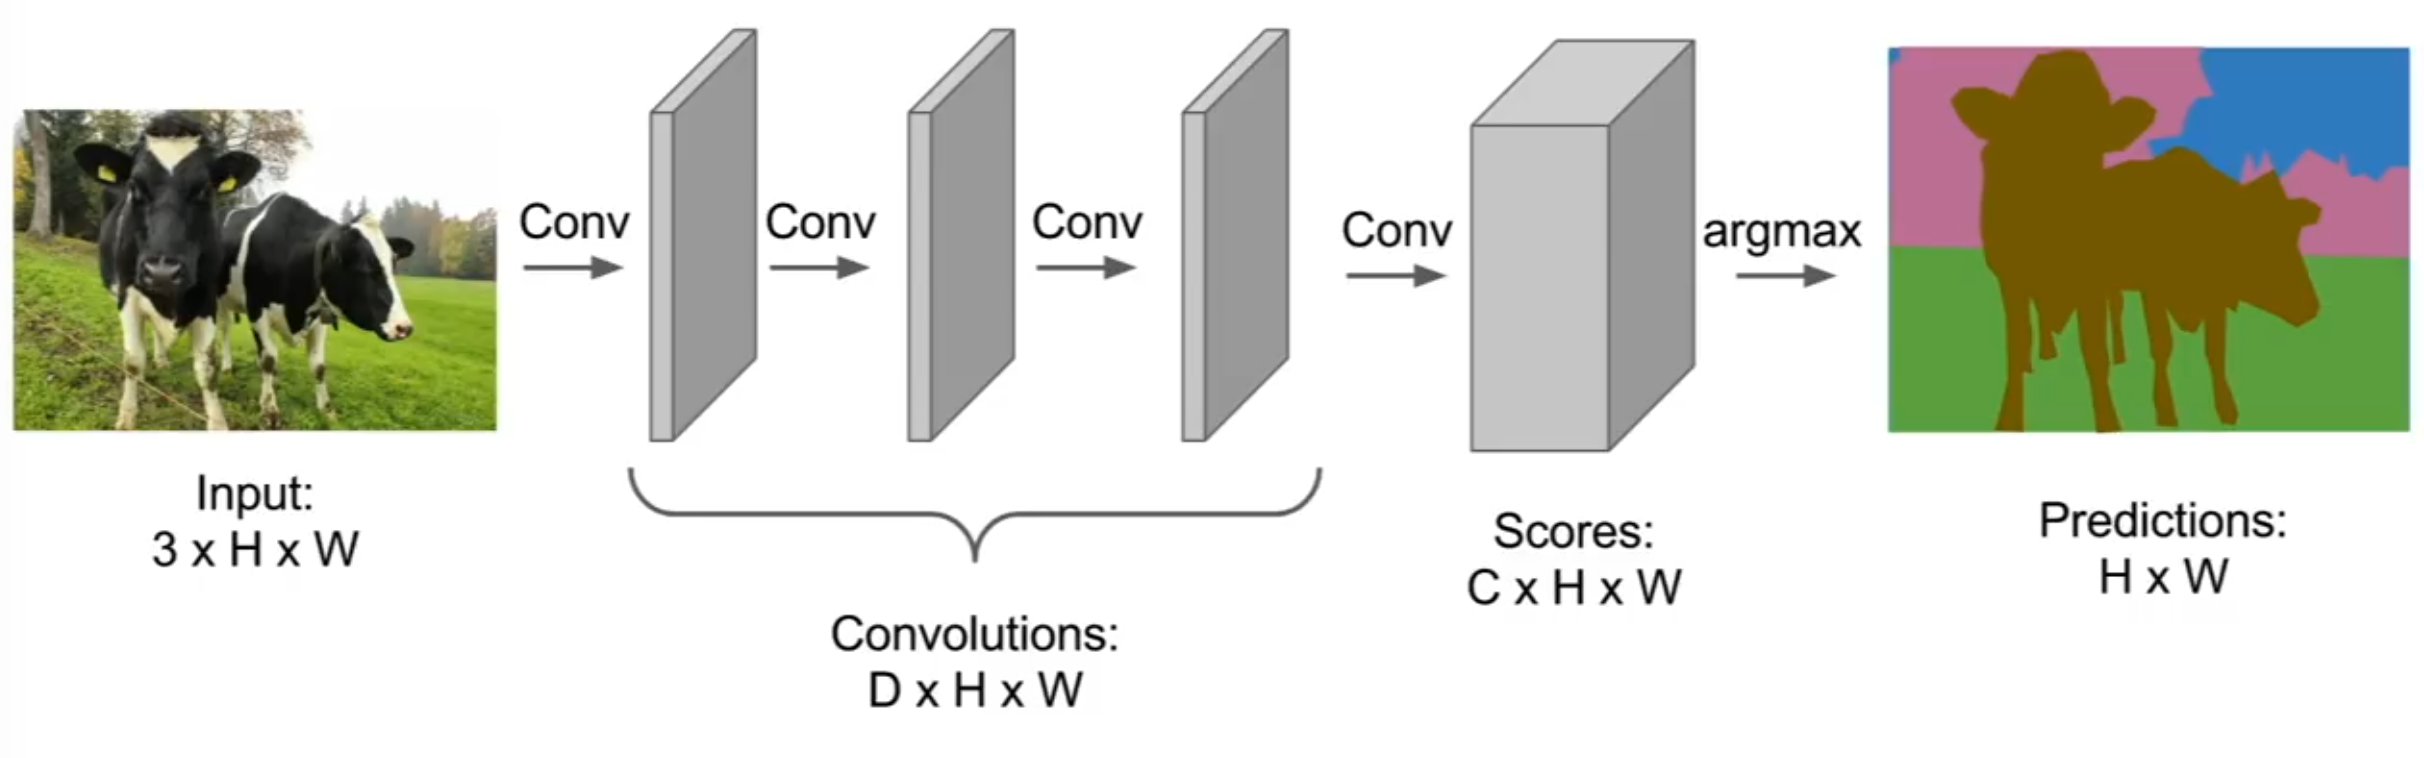 Conv
Conv
Conv
Conv
argmax
Input:
3 x H x W
Convolutions:
D x H x W
Scores:
C x H x W
Predictions:
H x W